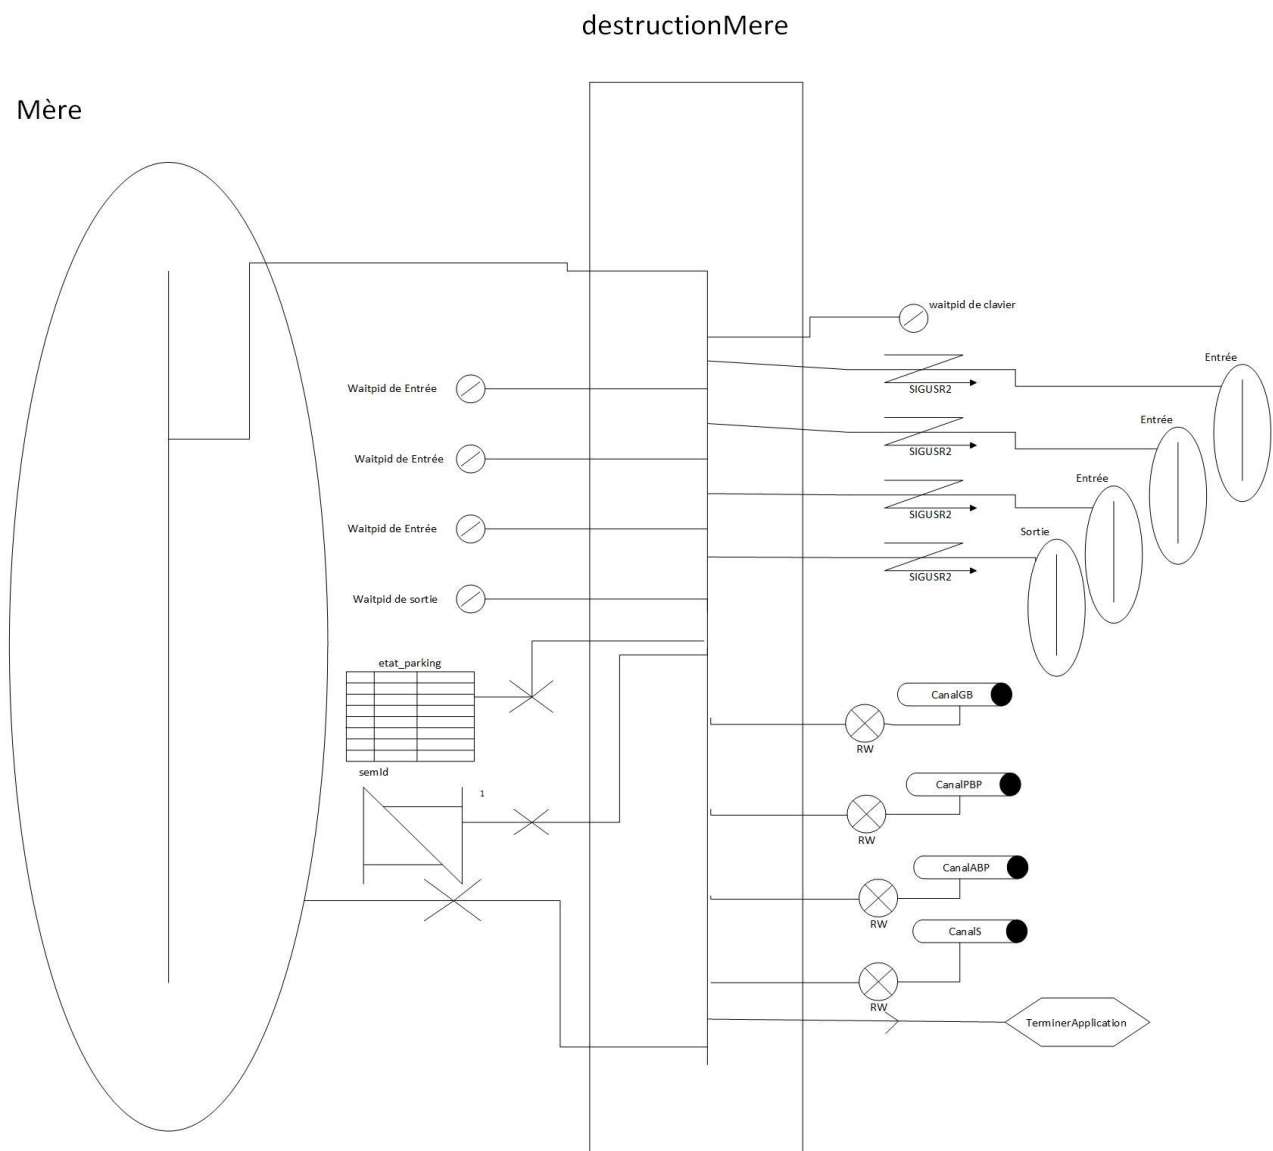 destructionMere
Mère
waitpid de clavier
Entrée
SIGUSR2
Waitpid de Entrée
Entrée
SIGUSR2
Waitpid de Entrée
Entrée
SIGUSR2
Waitpid de Entrée
Sortie
SIGUSR2
Waitpid de sortie
etat_parking
CanalGB
RW
semId
1
CanalPBP
RW
CanalABP
RW
CanalS
RW
TerminerApplication